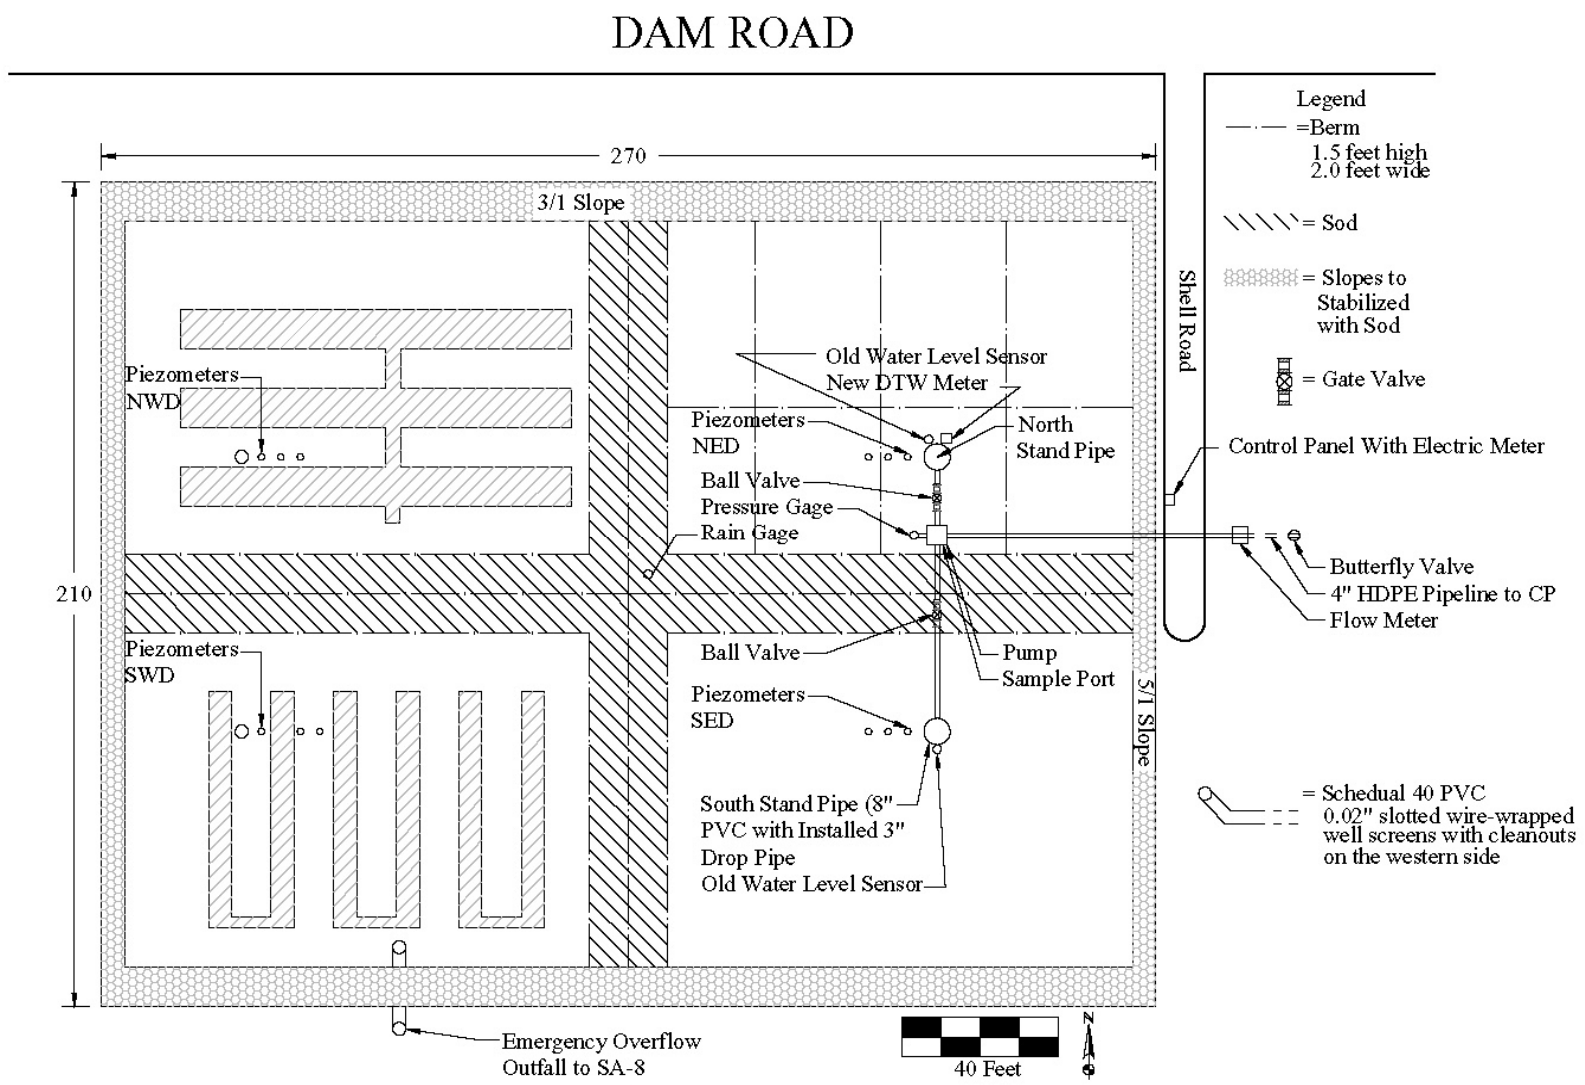 DAM ROAD
Legend
=Berm
1.5 feet high
2.0 feet wide
270
3/1 Slope
= Sod
Shell Road
= Slopes to
Stabilized
with Sod
Old Water Level Sensor
New DTW Meter
= Gate Valve
Piezometers
NWD
Piezometers
NED
North
Stand Pipe
Control Panel With Electric Meter
Ball Valve
Pressure Gage
Rain Gage
Butterfly Valve
4" HDPE Pipeline to CP
Flow Meter
210
Piezometers
SWD
Ball Valve
Pump
Sample Port
Piezometers
SED
5/1 Slope
South Stand Pipe (8"
PVC with Installed 3"
Drop Pipe
Old Water Level Sensor
= Schedual 40 PVC
0.02" slotted wire-wrapped
well screens with cleanouts
on the western side
Emergency Overflow
Outfall to SA-8
40 Feet
N